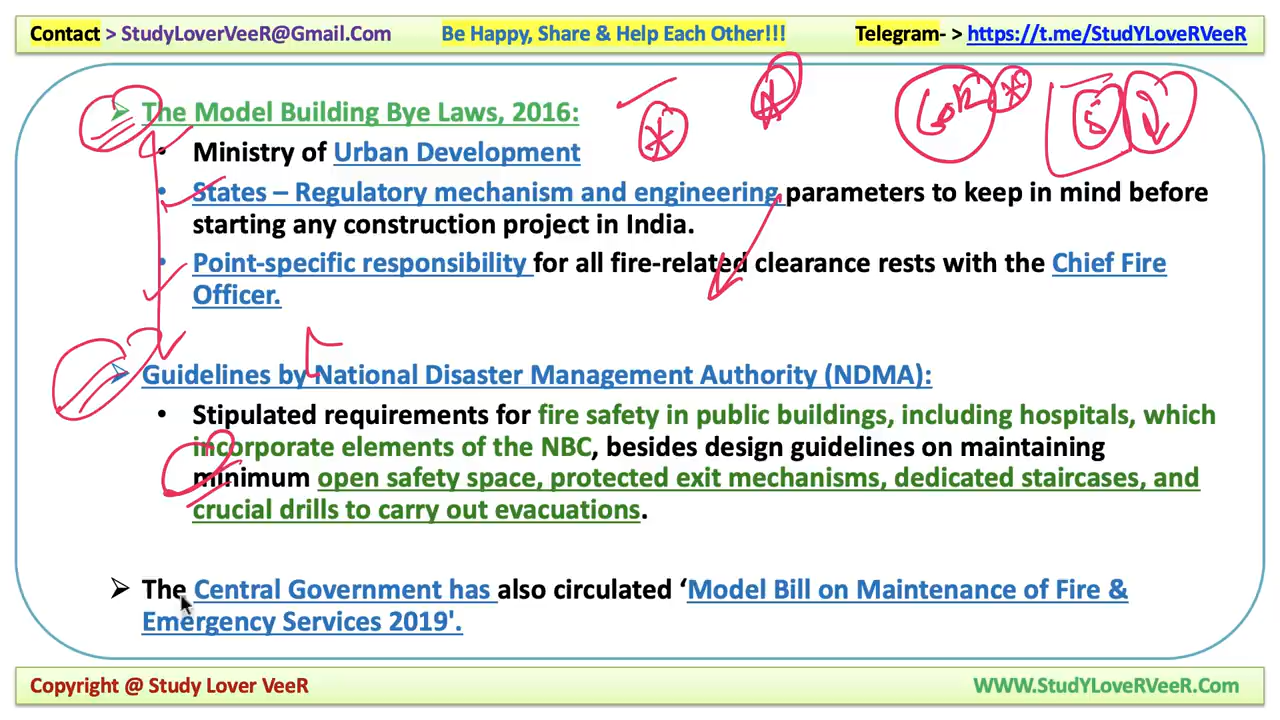 Contact > StudyLoverVeeR@Gmail.Com Be Happy, Share & Help Each Other!!! Telegram- > https://t.me/StudYLoveRVeeR
➢ The Model Building Bye Laws, 2016:
• Ministry of Urban Development
• States – Regulatory mechanism and engineering parameters to keep in mind before
starting any construction project in India.
• Point-specific responsibility for all fire-related clearance rests with the Chief Fire
Officer.
➢ Guidelines by National Disaster Management Authority (NDMA):
• Stipulated requirements for fire safety in public buildings, including hospitals, which
incorporate elements of the NBC, besides design guidelines on maintaining
minimum open safety space, protected exit mechanisms, dedicated staircases, and
crucial drills to carry out evacuations.
➢ The Central Government has also circulated ‘Model Bill on Maintenance of Fire &
Emergency Services 2019'.
Copyright @ Study Lover VeeR WWW.StudYLoveRVeeR.Com